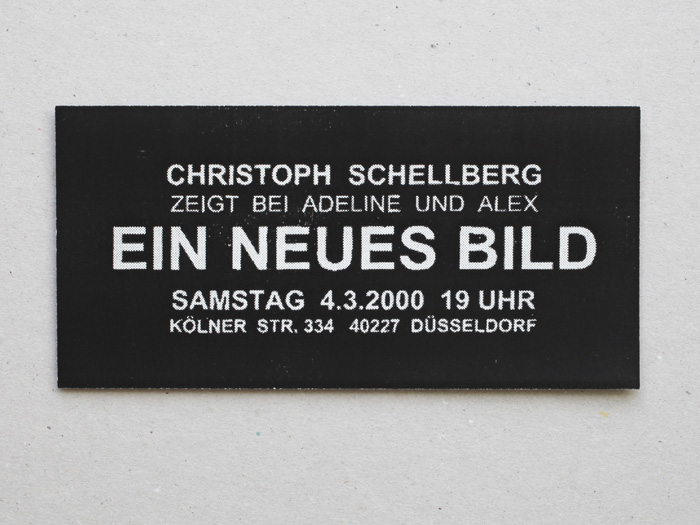 CHRISTOPH SCHELLBERG
ZEIGT BEI ADELINE UND ALEX
EIN NEUES BILD
SAMSTAG 4.3.2000 19 UHR
KÖLNER STR. 334 40227 DÜSSELDORF